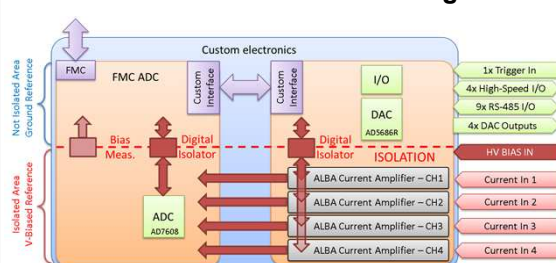 Custom electronics
FMC
FMC ADC
Custom
Interface
Custom
Interface
I/O
DAC
AD5686R
1x Trigger In
4x High-Speed I/O
9x RS-485 I/O
4x DAC Outputs
Not Isolated Area
Ground Reference
Bias
Meas.
Digital
Isolator
Digital
Isolator
ISOLATION
HV BIAS IN
Isolated Area
V-Biased Reference
ADC
AD7608
ALBA Current Amplifier – CH1
ALBA Current Amplifier – CH2
ALBA Current Amplifier – CH3
ALBA Current Amplifier – CH4
Current In 1
Current In 2
Current In 3
Current In 4